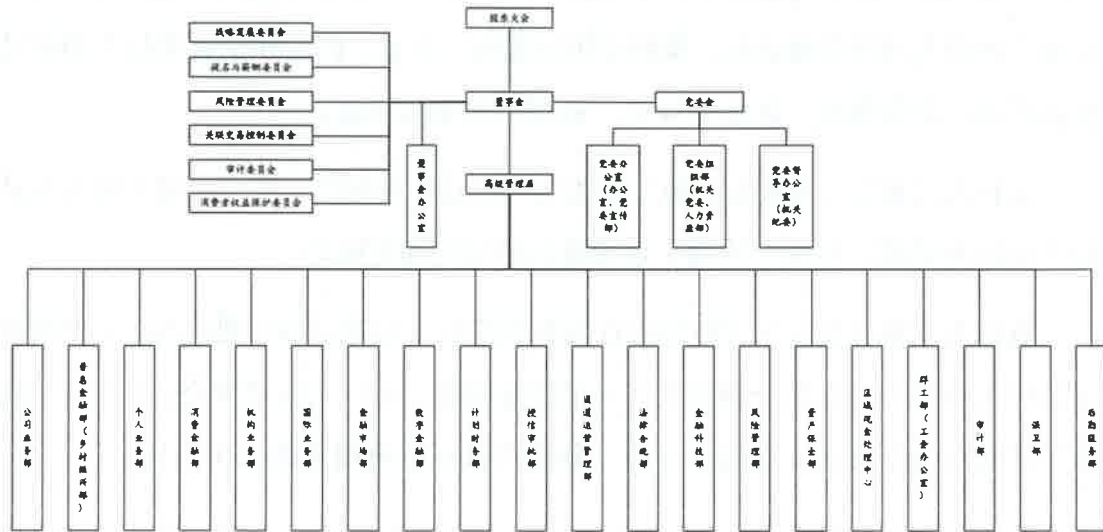 股东大会
战略发展委员会
提名与薪酬委员会
风险管理委员会
董事会
党委会
关联交易控制委员会
审计委员会
消费者权益保护委员会
董事会办公室
高级管理层
党委办
公室
(办公
室、党
委宣传
部)
党委组
织部
(机关
党委、
人力资
源部)
党委督
导办公
室
(机关
纪委)
公司业务部
普惠金融部(乡村振兴部)
个人业务部
消费金融部
机构业务部
国际业务部
金融市场部
数字金融部
计划财务部
授信审批部
渠道运营管理部
法律合规部
金融科技部
风险管理部
资产保全部
区域现金处理中心
群工部(工会办公室)
审计部
保卫部
后勤服务部